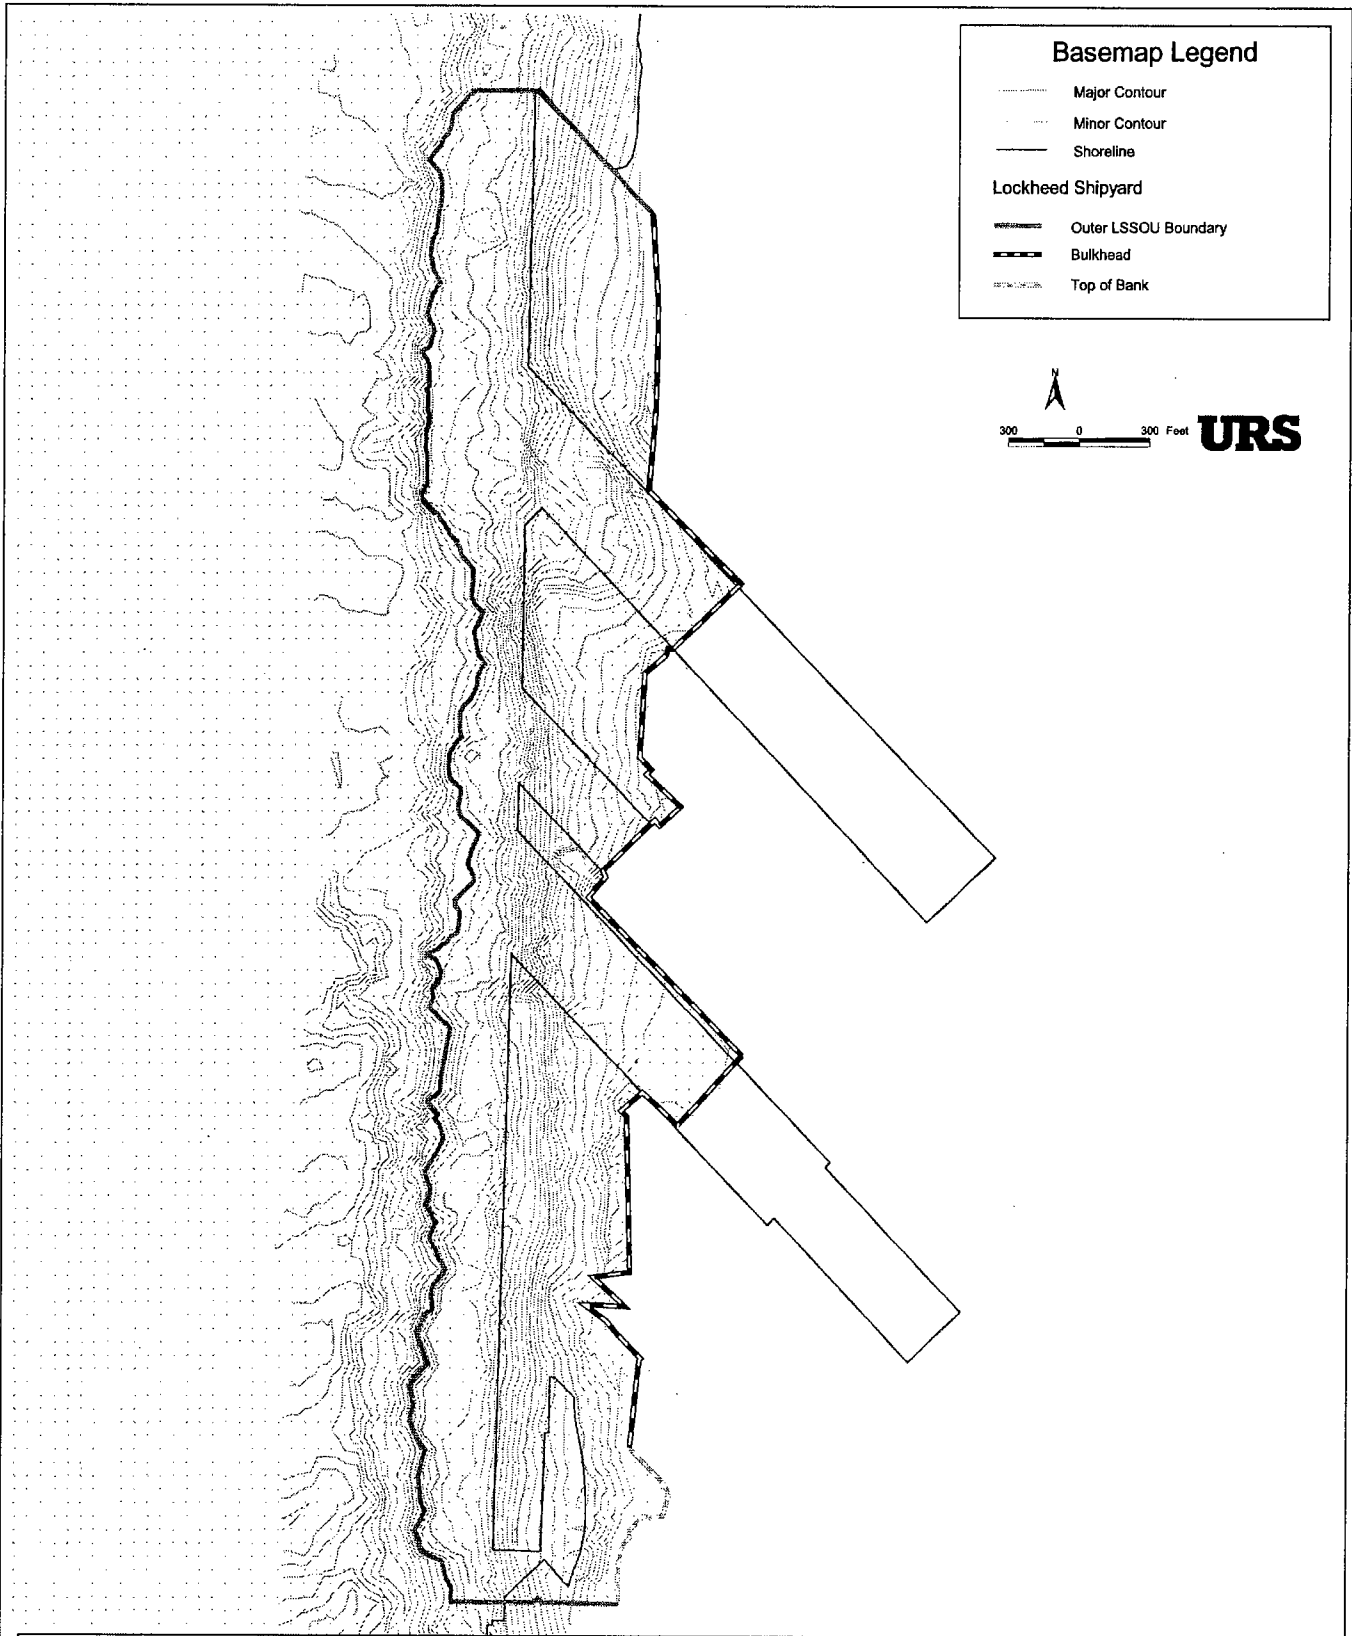 Basemap Legend
Major Contour
Minor Contour
Shoreline
Lockheed Shipyard
Outer LSSOU Boundary
Bulkhead
Top of Bank
N
300 0 300 Feet
URS